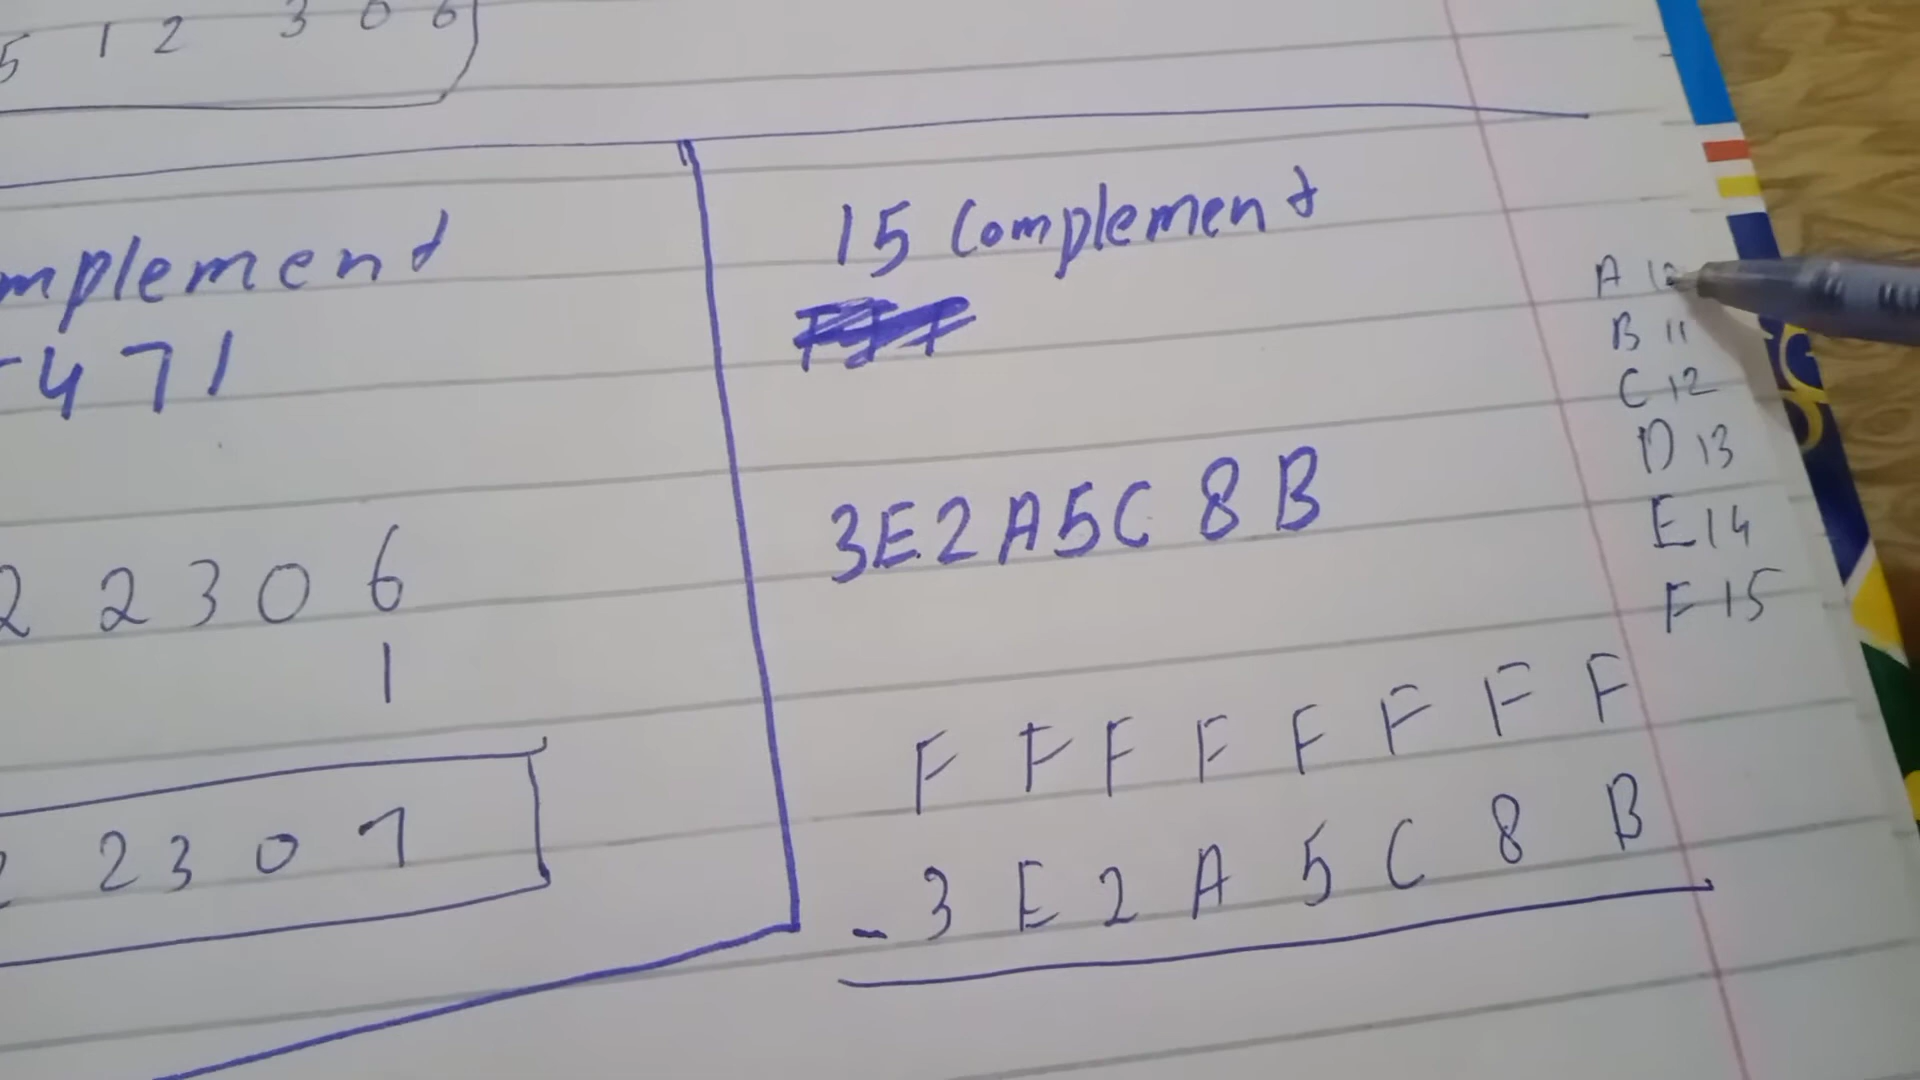 5 1 2 3 0 6
mplement
471
2 2 3 0 6
1
2 2 3 0 7
15 Complement
3E2A5C8B
F F F F F F F F
- 3 E 2 A 5 C 8 B
A 10
B 11
C 12
D 13
E 14
F 15